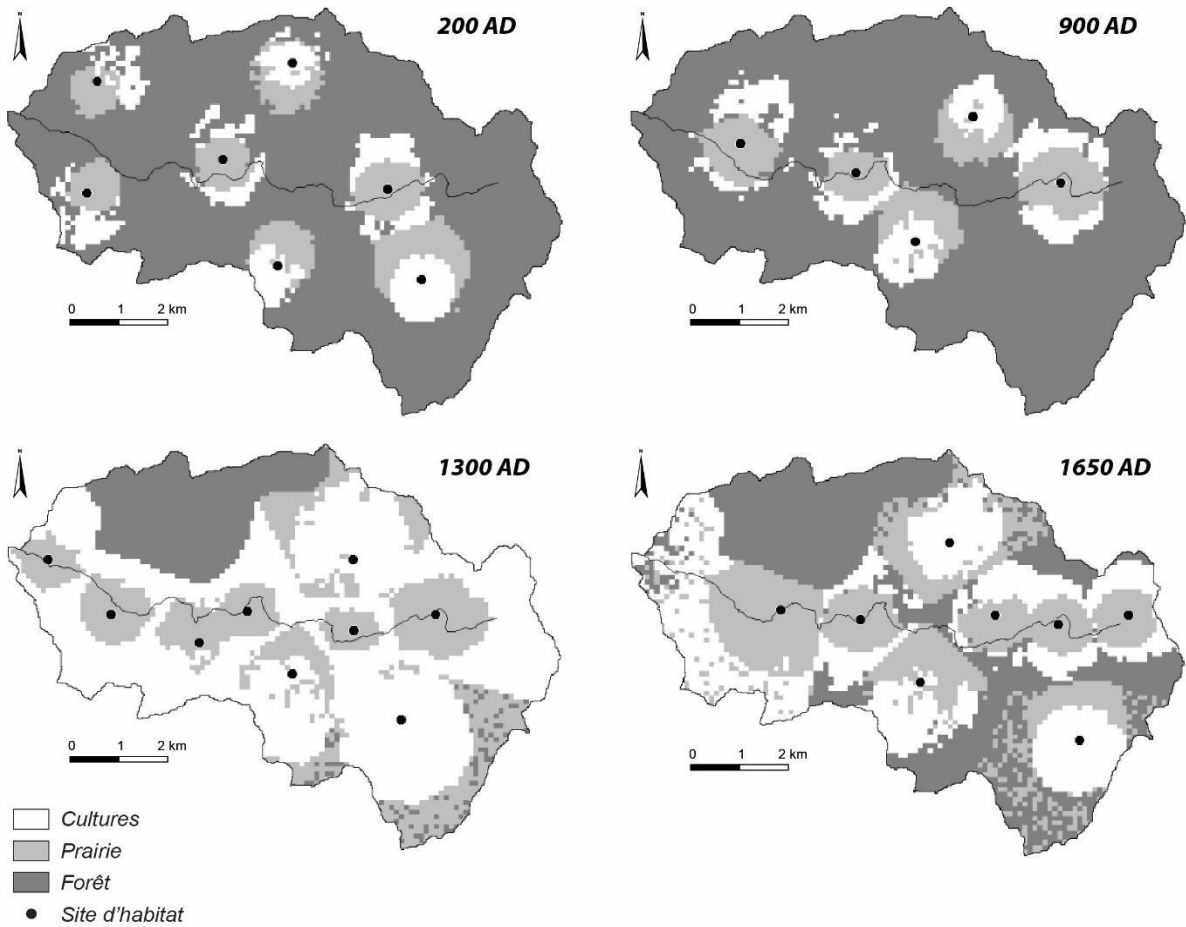 N
200 AD
0 1 2 km
N
900 AD
0 1 2 km
N
1300 AD
0 1 2 km
N
1650 AD
0 1 2 km
Cultures
Prairie
Forêt
Site d'habitat